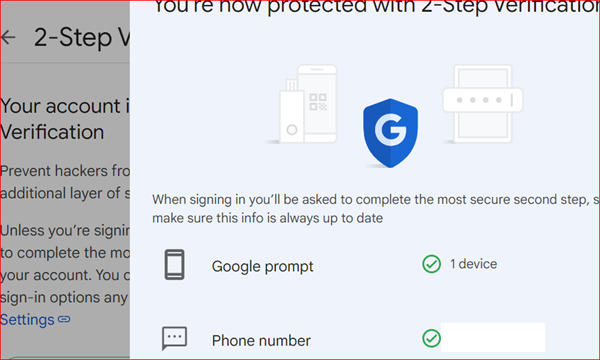 You're now protected with 2-Step Verification
2-Step V
Your account i
Verification
Prevent hackers fro
additional layer of s
Unless you're signin
to complete the mo
your account. You c
sign-in options any
Settings
G
When signing in you'll be asked to complete the most secure second step, s
make sure this info is always up to date
Google prompt
1 device
Phone number